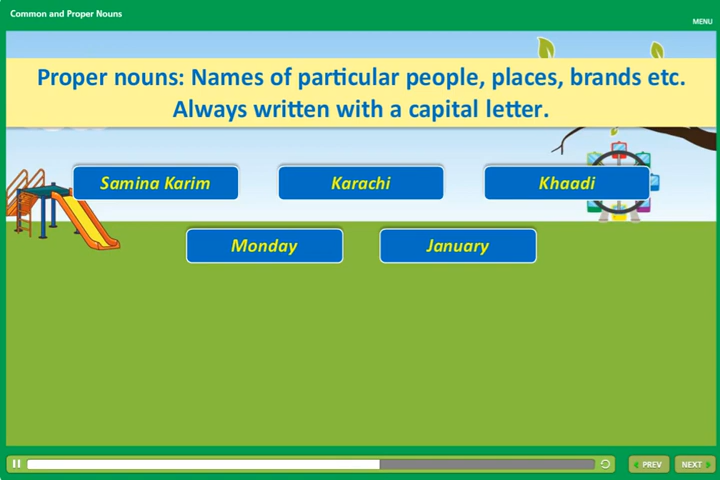 Common and Proper Nouns
MENU
Proper nouns: Names of particular people, places, brands etc.
Always written with a capital letter.
Samina Karim
Karachi
Khaadi
Monday
January
PREV
NEXT